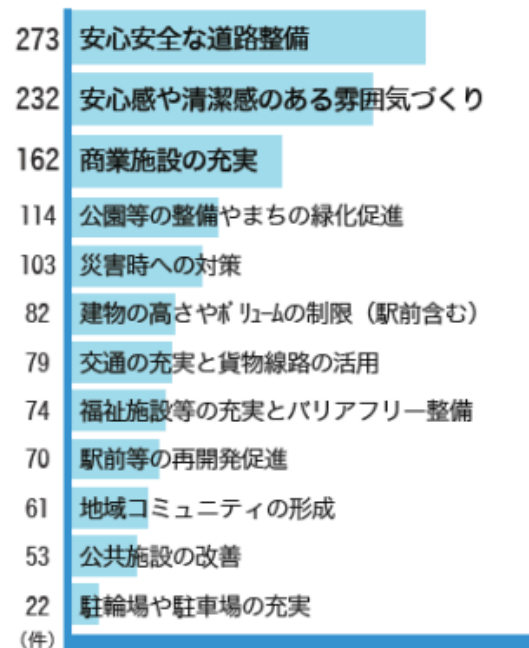 273 安心安全な道路整備
232 安心感や清潔感のある雰囲気づくり
162 商業施設の充実
114 公園等の整備やまちの緑化促進
103 災害時への対策
82 建物の高さやﾎﾞﾘｭｰﾑの制限（駅前含む）
79 交通の充実と貨物線路の活用
74 福祉施設等の充実とバリアフリー整備
70 駅前等の再開発促進
61 地域コミュニティの形成
53 公共施設の改善
22 駐輪場や駐車場の充実
（件）